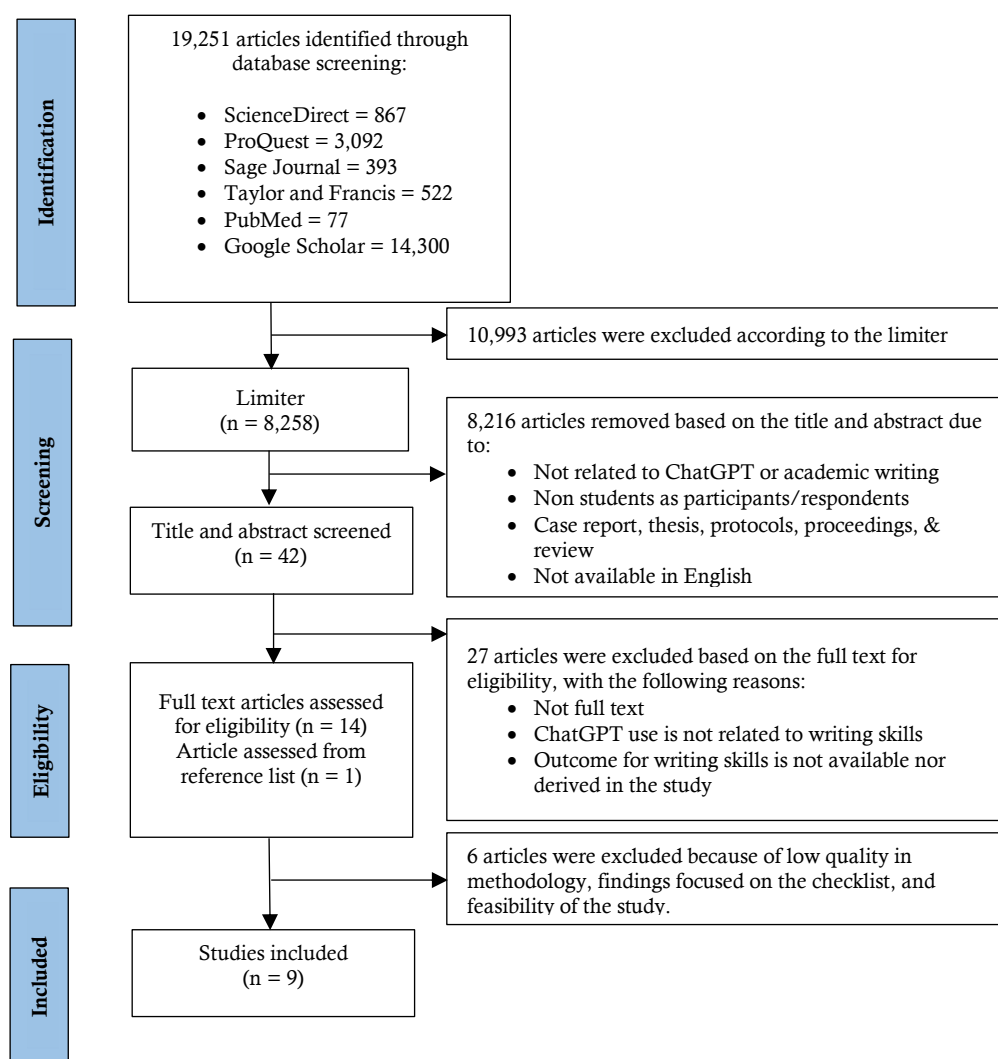 Identification
19,251 articles identified through
database screening:
• ScienceDirect = 867
• ProQuest = 3,092
• Sage Journal = 393
• Taylor and Francis = 522
• PubMed = 77
• Google Scholar = 14,300
10,993 articles were excluded according to the limiter
Screening
Limiter
(n = 8,258)
8,216 articles removed based on the title and abstract due
to:
• Not related to ChatGPT or academic writing
• Non students as participants/respondents
• Case report, thesis, protocols, proceedings, &
review
• Not available in English
Title and abstract screened
(n = 42)
27 articles were excluded based on the full text for
eligibility, with the following reasons:
• Not full text
• ChatGPT use is not related to writing skills
• Outcome for writing skills is not available nor
derived in the study
Eligibility
Full text articles assessed
for eligibility (n = 14)
Article assessed from
reference list (n = 1)
6 articles were excluded because of low quality in
methodology, findings focused on the checklist, and
feasibility of the study.
Included
Studies included
(n = 9)